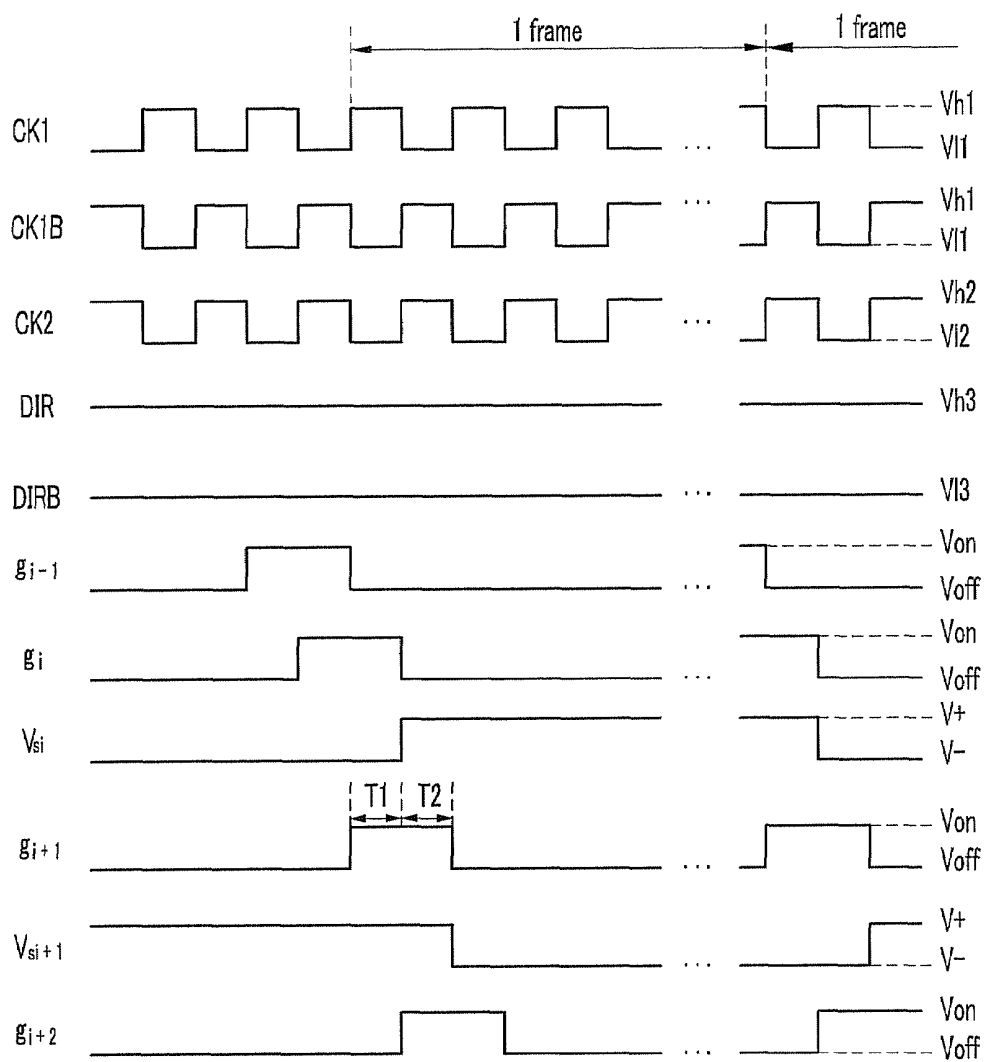 1 frame 1 frame
CK1 Vh1
Vl1
CK1B Vh1
Vl1
CK2 Vh2
Vl2
. . .
DIR Vh3
DIRB . . . Vl3
gi-1 Von
. . . Voff
gi Von
. . . Voff
Vsi V+
V-
T1 T2
gi+1 Von
. . . Voff
Vsi+1 V+
. . . V-
gi+2 Von
Voff